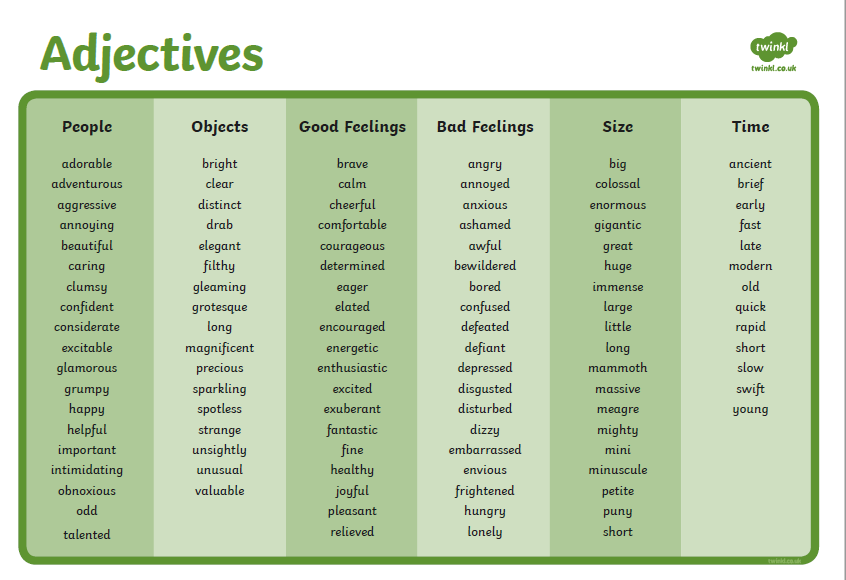 Adjectives
twinkl
twinkl.co.uk
People
adorable
adventurous
aggressive
annoying
beautiful
caring
clumsy
confident
considerate
excitable
glamorous
grumpy
happy
helpful
important
intimidating
obnoxious
odd
talented
Objects
bright
clear
distinct
drab
elegant
filthy
gleaming
grotesque
long
magnificent
precious
sparkling
spotless
strange
unsightly
unusual
valuable
Good Feelings
brave
calm
cheerful
comfortable
courageous
determined
eager
elated
encouraged
energetic
enthusiastic
excited
exuberant
fantastic
fine
healthy
joyful
pleasant
relieved
Bad Feelings
angry
annoyed
anxious
ashamed
awful
bewildered
bored
confused
defeated
defiant
depressed
disgusted
disturbed
dizzy
embarrassed
envious
frightened
hungry
lonely
Size
big
colossal
enormous
gigantic
great
huge
immense
large
little
long
mammoth
massive
meagre
mighty
mini
minuscule
petite
puny
short
Time
ancient
brief
early
fast
late
modern
old
quick
rapid
short
slow
swift
young
twinkl.co.uk